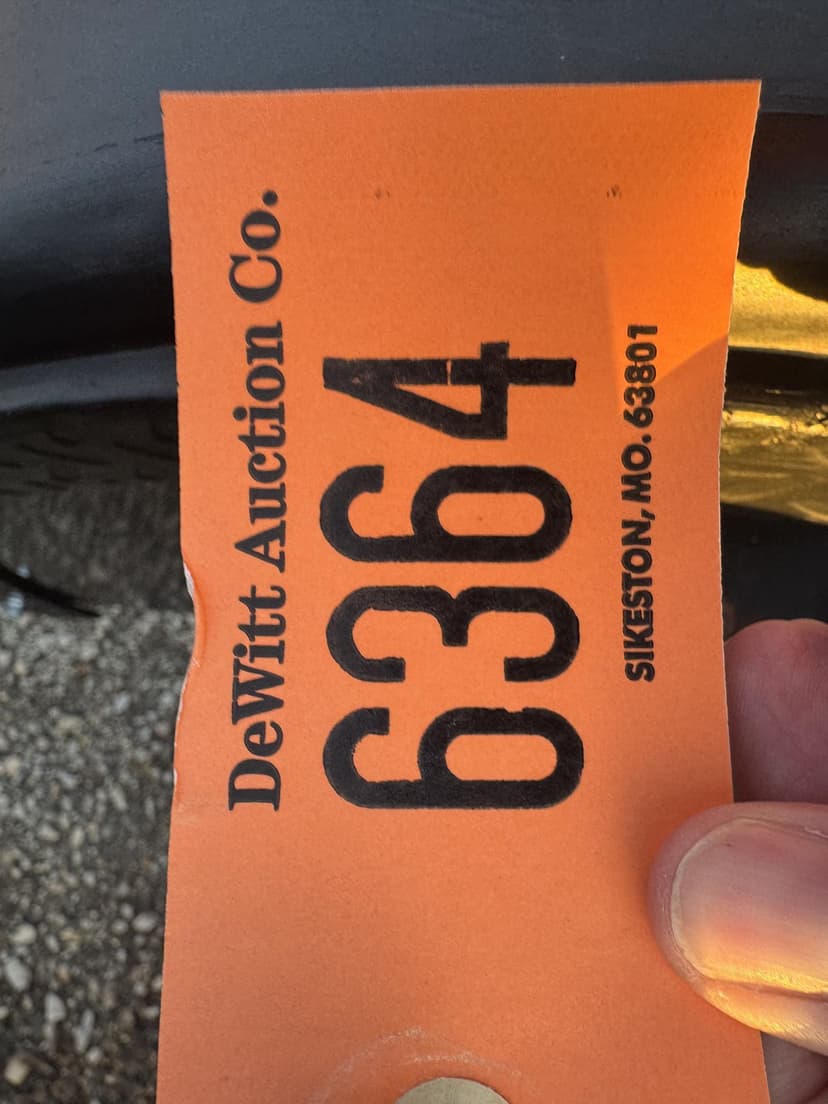 DeWitt Auction Co.
6364
SIKESTON, MO. 63801